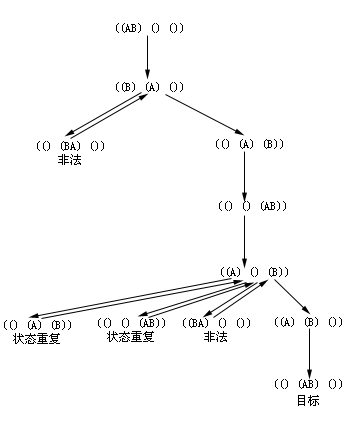 ((AB) () ())
((B) (A) ())
(() (BA) ())
非法
(() (A) (B))
(() () (AB))
((A) () (B))
(() (A) (B))
状态重复
(() () (AB))
状态重复
((BA) () ())
非法
((A) (B) ())
(() (AB) ())
目标